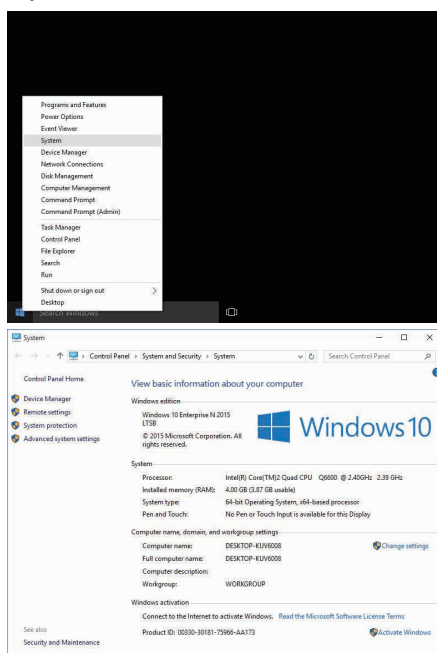 Programs and Features
Power Options
Event Viewer
System
Device Manager
Network Connections
Disk Management
Computer Management
Command Prompt
Command Prompt (Admin)
Task Manager
Control Panel
File Explorer
Search
Run
Shut down or sign out
Desktop
Search Windows
System
Control Panel › System and Security › System
Search Control Panel
Control Panel Home
Device Manager
Remote settings
System protection
Advanced system settings
View basic information about your computer
Windows edition
Windows 10 Enterprise N 2015
LTSB
© 2015 Microsoft Corporation. All
rights reserved.
Windows 10
System
Processor: Intel(R) Core(TM)2 Quad CPU Q6600 @ 2.40GHz 2.39 GHz
Installed memory (RAM): 4.00 GB (3.87 GB usable)
System type: 64-bit Operating System, x64-based processor
Pen and Touch: No Pen or Touch Input is available for this Display
Computer name, domain, and workgroup settings
Computer name: DESKTOP-KUV6008
Change settings
Full computer name: DESKTOP-KUV6008
Computer description:
Workgroup: WORKGROUP
Windows activation
Connect to the Internet to activate Windows. Read the Microsoft Software License Terms
Product ID: 00330-30181-75966-AA173
Activate Windows
See also
Security and Maintenance